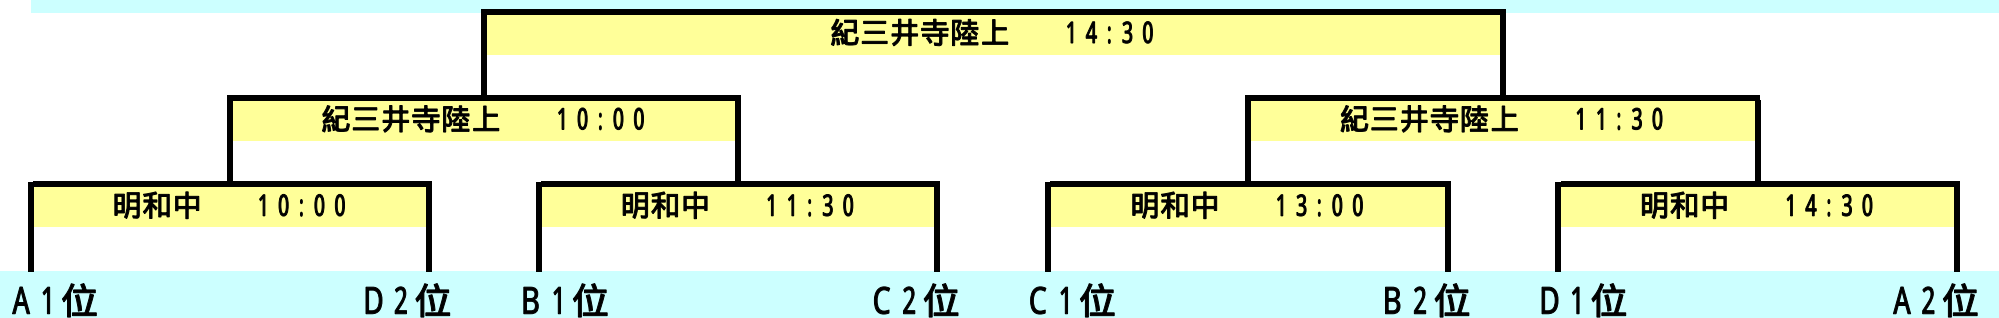 紀三井寺陸上　　14:30
紀三井寺陸上　　10:00　　紀三井寺陸上　　11:30
明和中　　10:00　　明和中　　11:30　　明和中　　13:00　　明和中　　14:30
A1位　　D2位　　B1位　　C2位　　C1位　　B2位　　D1位　　A2位